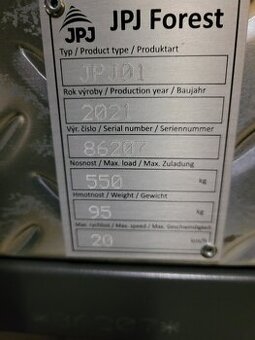 JPJ JPJ Forest
Typ / Product type / Produktart
JPJ01
Rok výroby / Production year / Baujahr
2021
Výr. číslo / Serial number / Seriennummer
86207
Nosnost / Max. load / Max. Zuladung
550 kg
Hmotnost / Weight / Gewicht
95 kg
Max. rychlost / Max. speed / Max. Geschwindigkeit
20 km/h